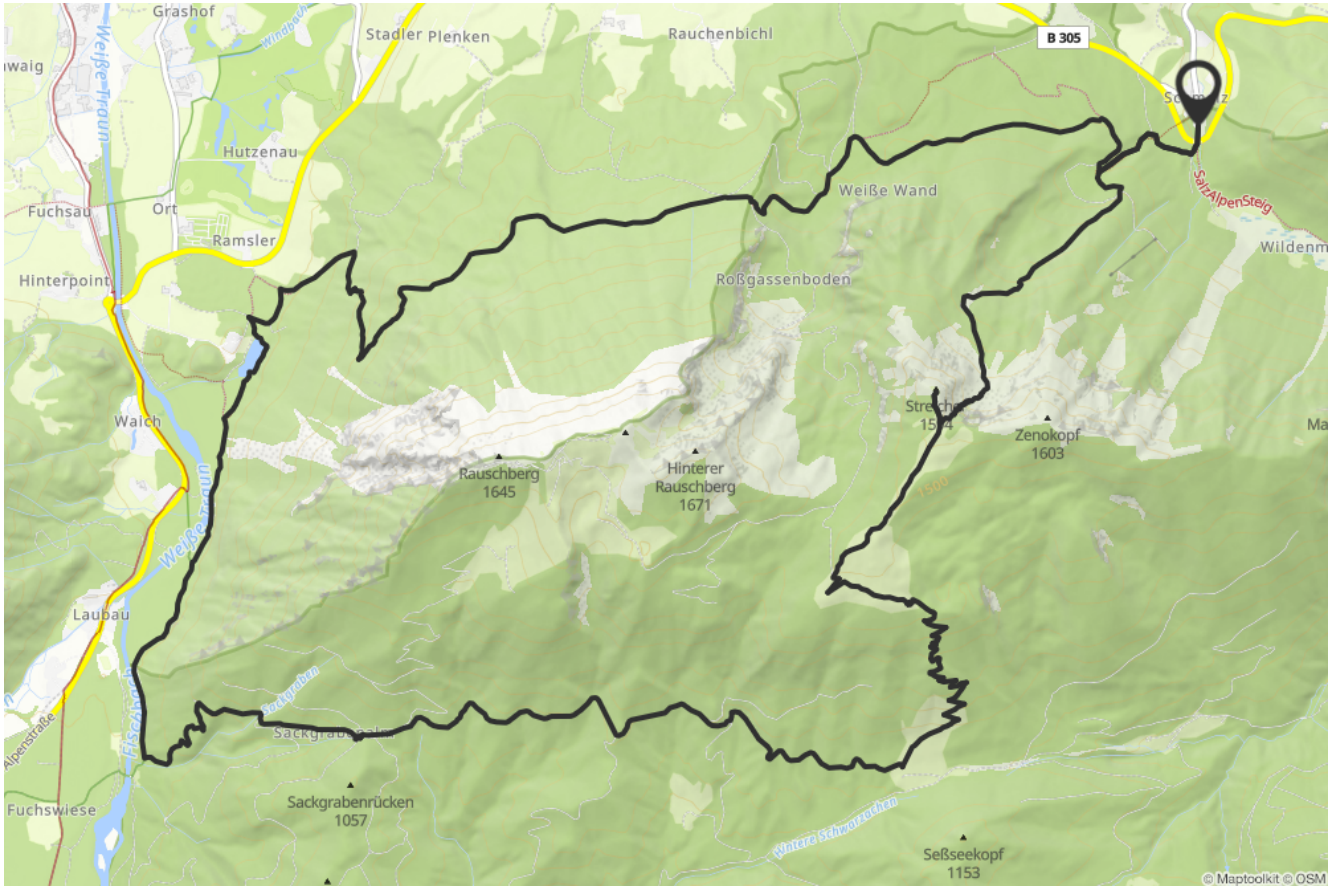 Grashof
Stadler Plenken
Rauchenbichl
B 305
Windbach
Weiße Traun
Hutzenau
Weiße Wand
SalzAlpenSteig
Fuchsau
Ort
Ramsler
Hinterpoint
Roßgassenboden
Walch
Zenokopf
1603
Rauschberg
1645
Hinterer
Rauschberg
1671
1500
Weiße Traun
Laubau
Fischbach
Sackgraben
Alpenstraße
Fuchswiese
Sackgrabenrücken
1057
Hintere Schwarzachen
Seßseekopf
1153
© Maptoolkit © OSM